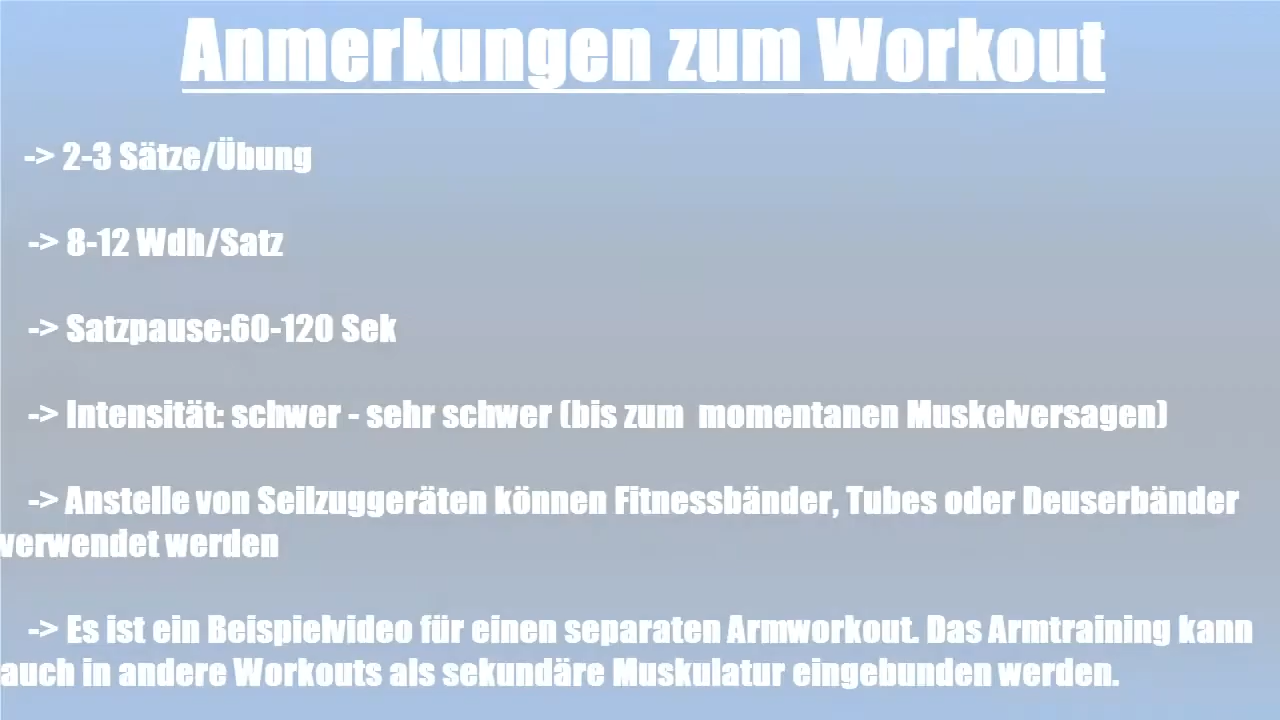 Anmerkungen zum Workout
-> 2-3 Sätze/Übung
-> 8-12 Wdh/Satz
-> Satzpause:60-120 Sek
-> Intensität: schwer - sehr schwer (bis zum  momentanen Muskelversagen)
-> Anstelle von Seilzuggeräten können Fitnessbänder, Tubes oder Deuserbänder
verwendet werden
-> Es ist ein Beispielvideo für einen separaten Armworkout. Das Armtraining kann
auch in andere Workouts als sekundäre Muskulatur eingebunden werden.